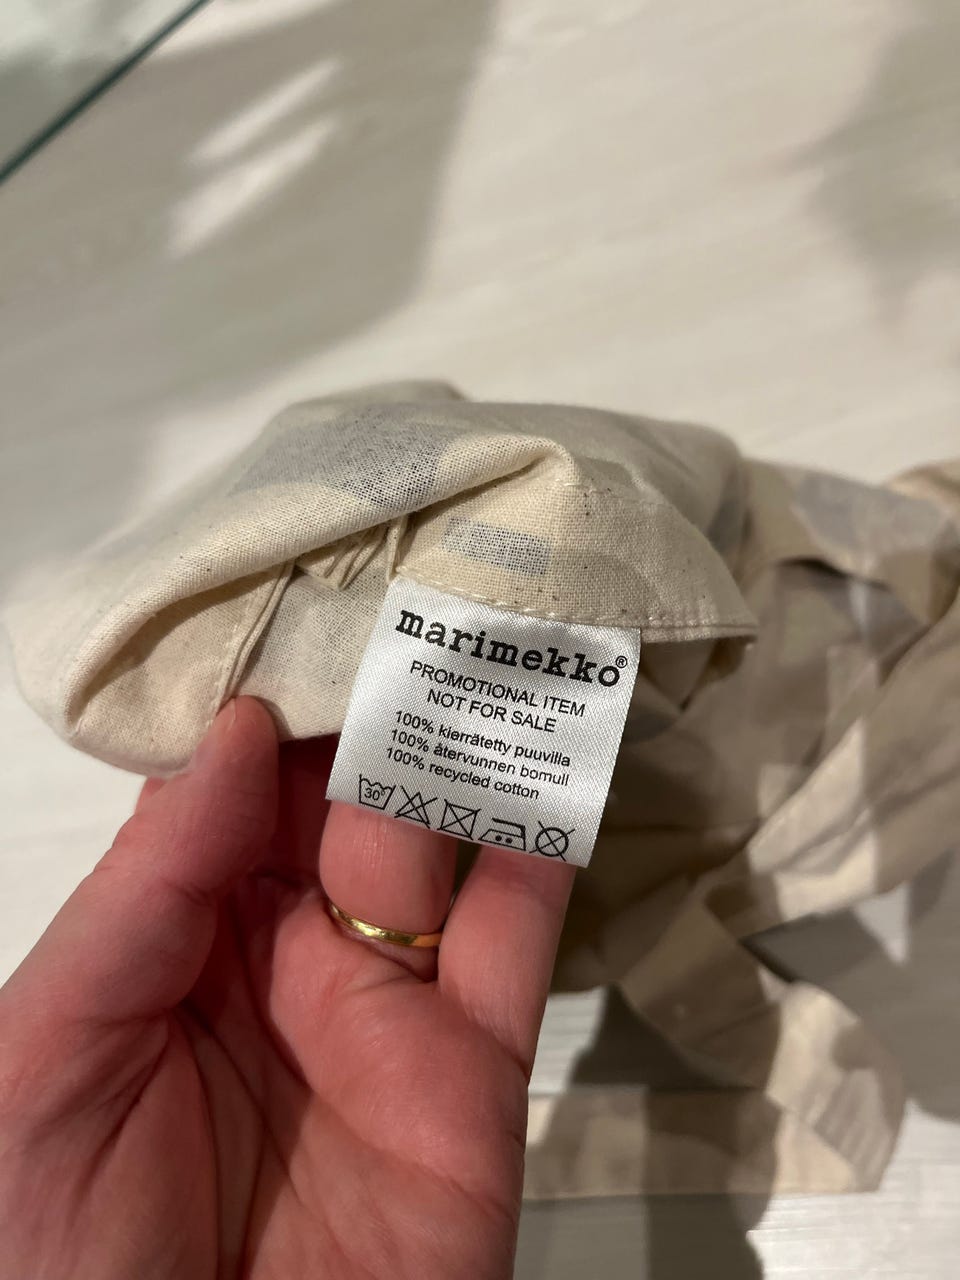 marimekko®
PROMOTIONAL ITEM
NOT FOR SALE
100% kierrätetty puuvilla
100% återvunnen bomull
100% recycled cotton
30°